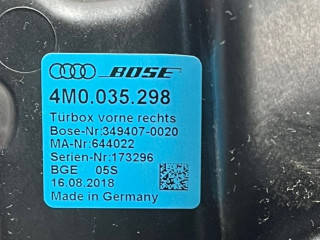 BOSE
4M0.035.298
Türbox vorne rechts
Bose-Nr:349407-0020
MA-Nr:644022
Serien-Nr:173296
BGE 05S
16.08.2018
Made in Germany